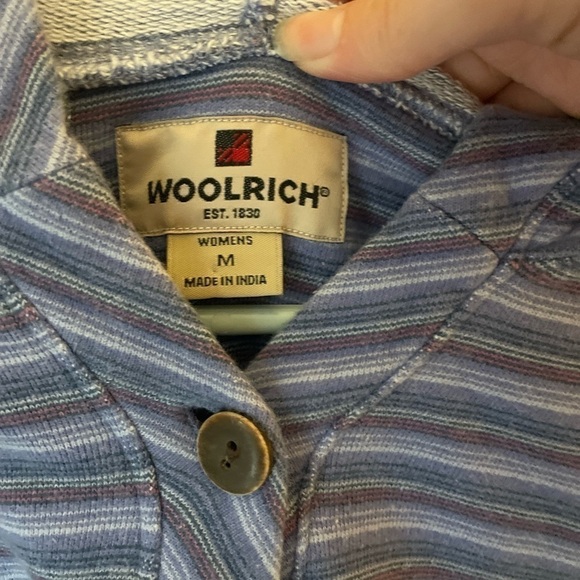 WOOLRICH®
EST. 1830
WOMENS
M
MADE IN INDIA